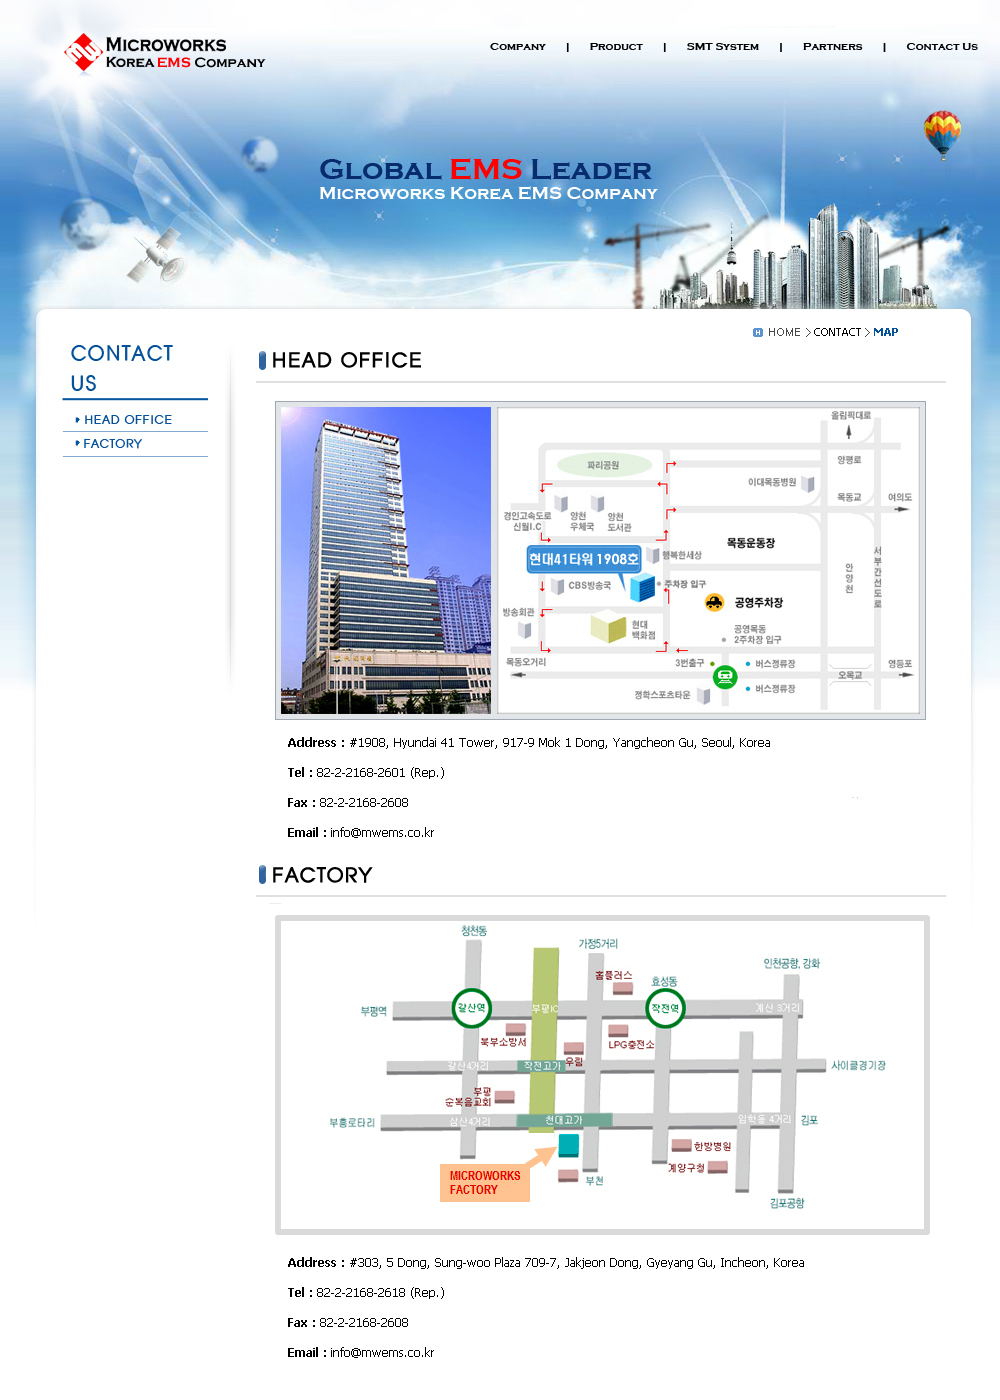 MICROWORKS
KOREA EMS COMPANY
COMPANY | PRODUCT | SMT SYSTEM | PARTNERS | CONTACT US
GLOBAL EMS LEADER
MICROWORKS KOREA EMS COMPANY
H HOME > CONTACT > MAP
CONTACT
US
HEAD OFFICE
FACTORY
HEAD OFFICE
올림픽대로
양평로
파리공원
이대목동병원
목동교
여의도
경인고속도로
신월I.C
양천
우체국
양천
도서관
목동운동장
현대41타워 1908호
행복한세상
서부간선도로
안양천
CBS방송국
주차장 입구
공영주차장
방송회관
현대
백화점
공영목동
2주차장 입구
목동오거리
3번출구
버스정류장
오목교
영등포
정학스포츠타운
버스정류장
Address : #1908, Hyundai 41 Tower, 917-9 Mok 1 Dong, Yangcheon Gu, Seoul, Korea
Tel : 82-2-2168-2601 (Rep.)
Fax : 82-2-2168-2608
Email : info@mwems.co.kr
FACTORY
청천동
가정5거리
인천공항, 강화
홈플러스
효성동
부평역
갈산역
부평IC
작전역
계산 3거리
북부소방서
LPG충전소
갈산4거리
작전고가
우림
사이클경기장
부평
순복음교회
부흥로타리
삼산4거리
천대고가
임학동 4거리
김포
한방병원
계양구청
MICROWORKS
FACTORY
부천
김포공항
Address : #303, 5 Dong, Sung-woo Plaza 709-7, Jakjeon Dong, Gyeyang Gu, Incheon, Korea
Tel : 82-2-2168-2618 (Rep.)
Fax : 82-2-2168-2608
Email : info@mwems.co.kr